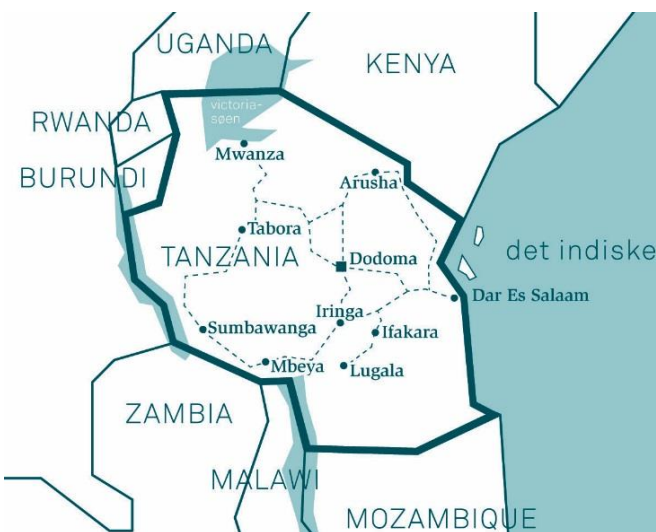 UGANDA
KENYA
victoria-
søen
RWANDA
Mwanza
BURUNDI
Arusha
Tabora
TANZANIA
Dodoma
det indiske
Dar Es Salaam
Iringa
Sumbawanga
Ifakara
Mbeya
Lugala
ZAMBIA
MALAWI
MOZAMBIQUE